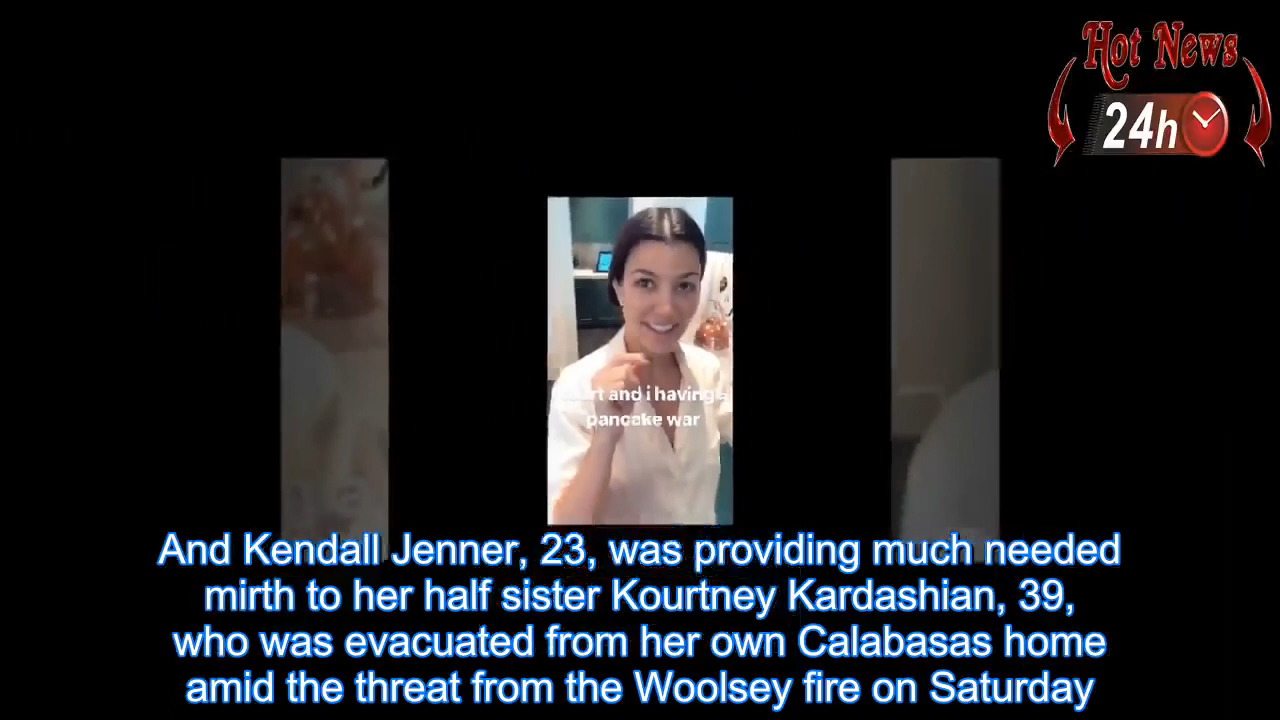 Hot News
24h
and i having a
pancake war
And Kendall Jenner, 23, was providing much needed
mirth to her half sister Kourtney Kardashian, 39,
who was evacuated from her own Calabasas home
amid the threat from the Woolsey fire on Saturday